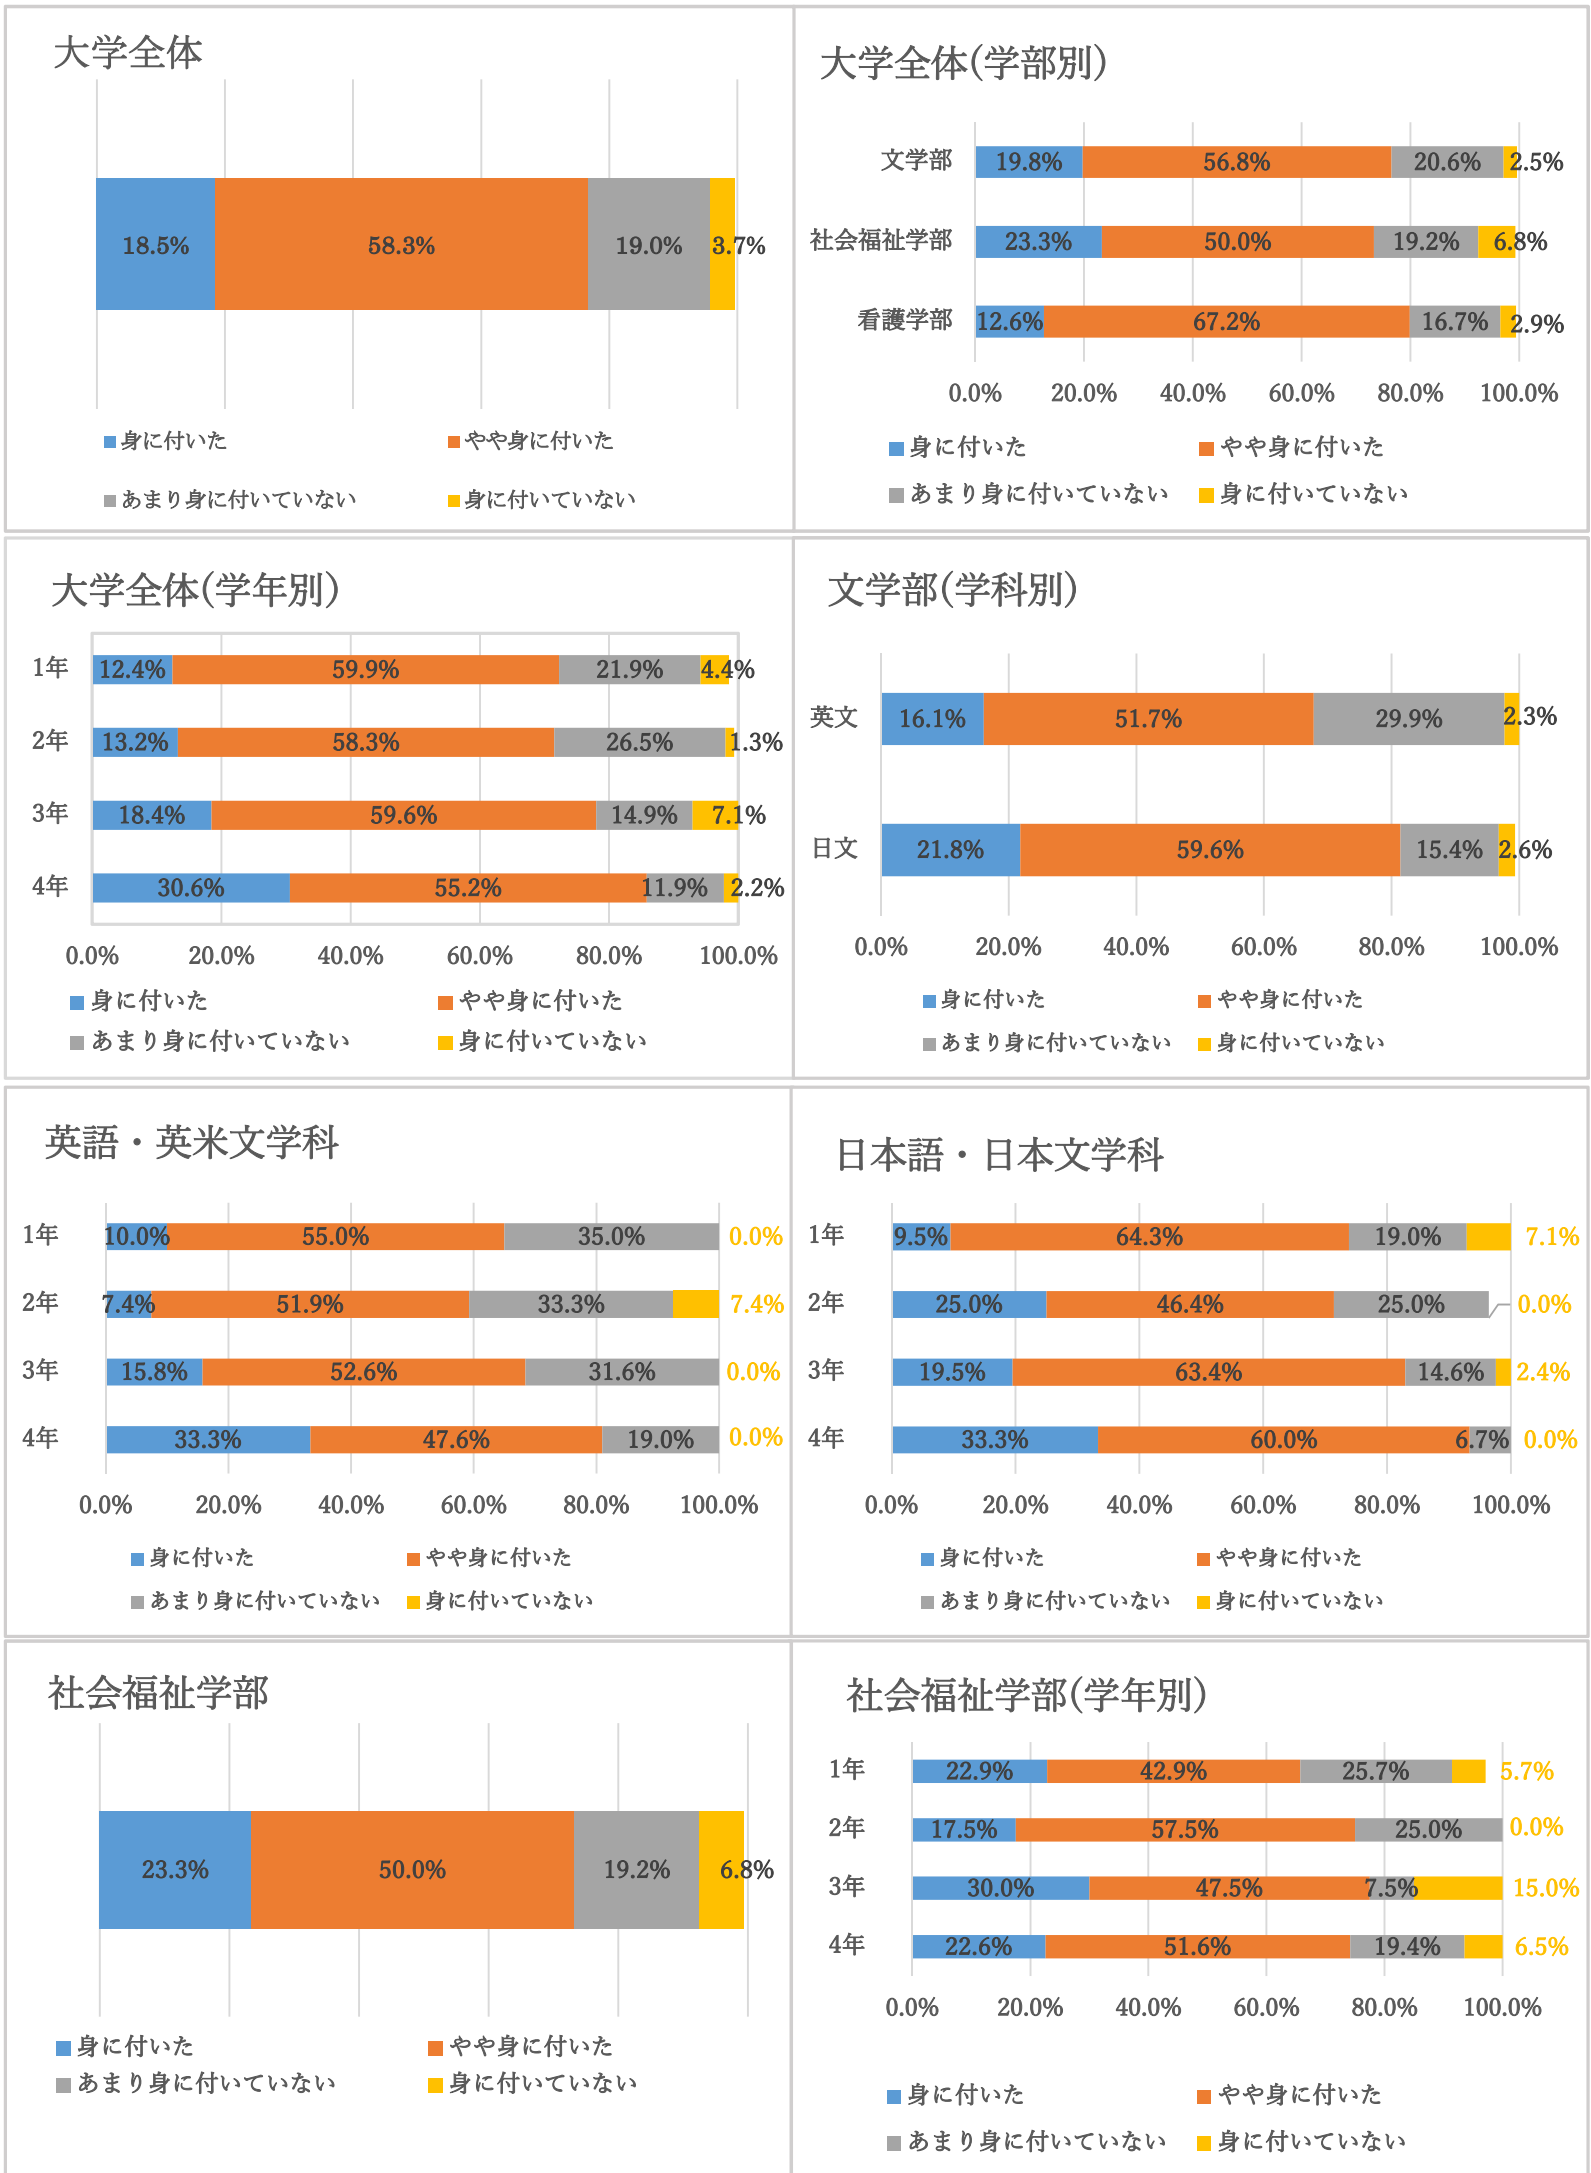 大学全体
18.5% 58.3% 19.0% 3.7%
身に付いた やや身に付いた
あまり身に付いていない 身に付いていない
大学全体(学部別)
文学部 19.8% 56.8% 20.6% 2.5%
社会福祉学部 23.3% 50.0% 19.2% 6.8%
看護学部 12.6% 67.2% 16.7% 2.9%
0.0% 20.0% 40.0% 60.0% 80.0% 100.0%
身に付いた やや身に付いた
あまり身に付いていない 身に付いていない
大学全体(学年別)
1年 12.4% 59.9% 21.9% 4.4%
2年 13.2% 58.3% 26.5% 1.3%
3年 18.4% 59.6% 14.9% 7.1%
4年 30.6% 55.2% 11.9% 2.2%
0.0% 20.0% 40.0% 60.0% 80.0% 100.0%
身に付いた やや身に付いた
あまり身に付いていない 身に付いていない
文学部(学科別)
英文 16.1% 51.7% 29.9% 2.3%
日文 21.8% 59.6% 15.4% 2.6%
0.0% 20.0% 40.0% 60.0% 80.0% 100.0%
身に付いた やや身に付いた
あまり身に付いていない 身に付いていない
英語・英米文学科
1年 10.0% 55.0% 35.0% 0.0%
2年 7.4% 51.9% 33.3% 7.4%
3年 15.8% 52.6% 31.6% 0.0%
4年 33.3% 47.6% 19.0% 0.0%
0.0% 20.0% 40.0% 60.0% 80.0% 100.0%
身に付いた やや身に付いた
あまり身に付いていない 身に付いていない
日本語・日本文学科
1年 9.5% 64.3% 19.0% 7.1%
2年 25.0% 46.4% 25.0% 0.0%
3年 19.5% 63.4% 14.6% 2.4%
4年 33.3% 60.0% 6.7% 0.0%
0.0% 20.0% 40.0% 60.0% 80.0% 100.0%
身に付いた やや身に付いた
あまり身に付いていない 身に付いていない
社会福祉学部
23.3% 50.0% 19.2% 6.8%
身に付いた やや身に付いた
あまり身に付いていない 身に付いていない
社会福祉学部(学年別)
1年 22.9% 42.9% 25.7% 5.7%
2年 17.5% 57.5% 25.0% 0.0%
3年 30.0% 47.5% 7.5% 15.0%
4年 22.6% 51.6% 19.4% 6.5%
0.0% 20.0% 40.0% 60.0% 80.0% 100.0%
身に付いた やや身に付いた
あまり身に付いていない 身に付いていない